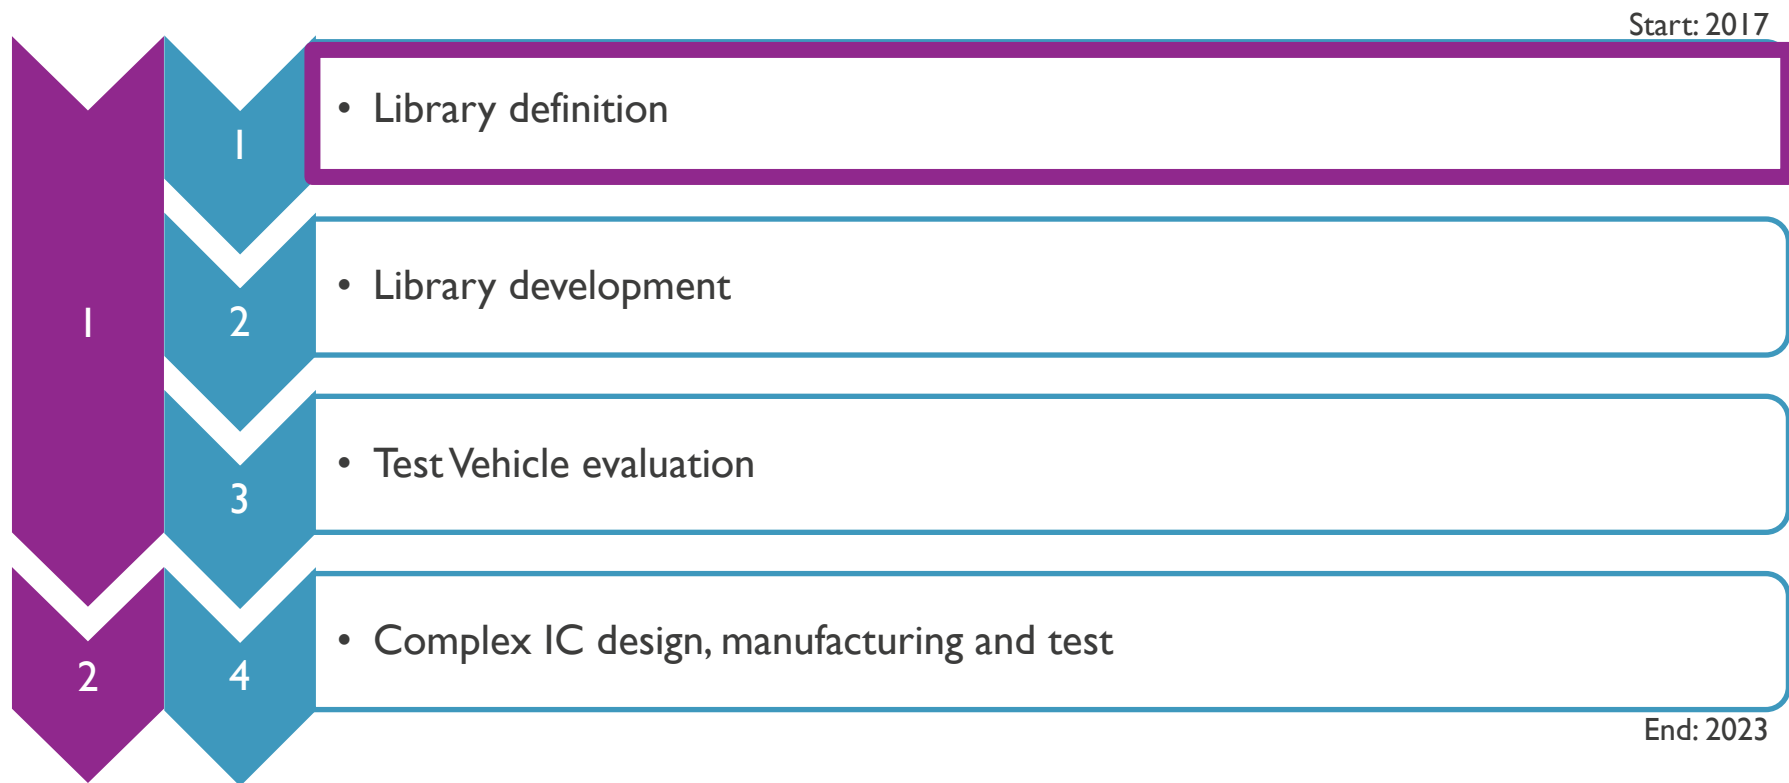 Start: 2017
1
1
• Library definition
2
• Library development
3
• Test Vehicle evaluation
2
4
• Complex IC design, manufacturing and test
End: 2023